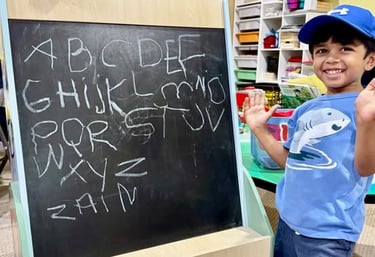 ABCDEF
GHIJKLMNO
PQRSTUV
WXYZ
ZAIN